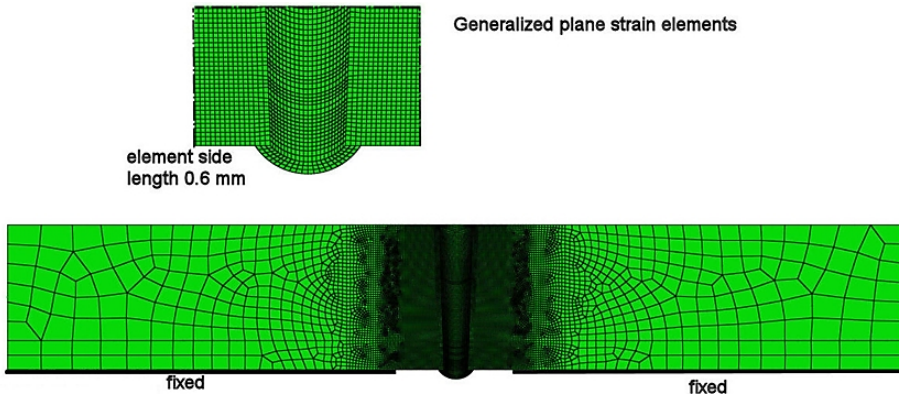 Generalized plane strain elements
element side
length 0.6 mm
fixed
fixed